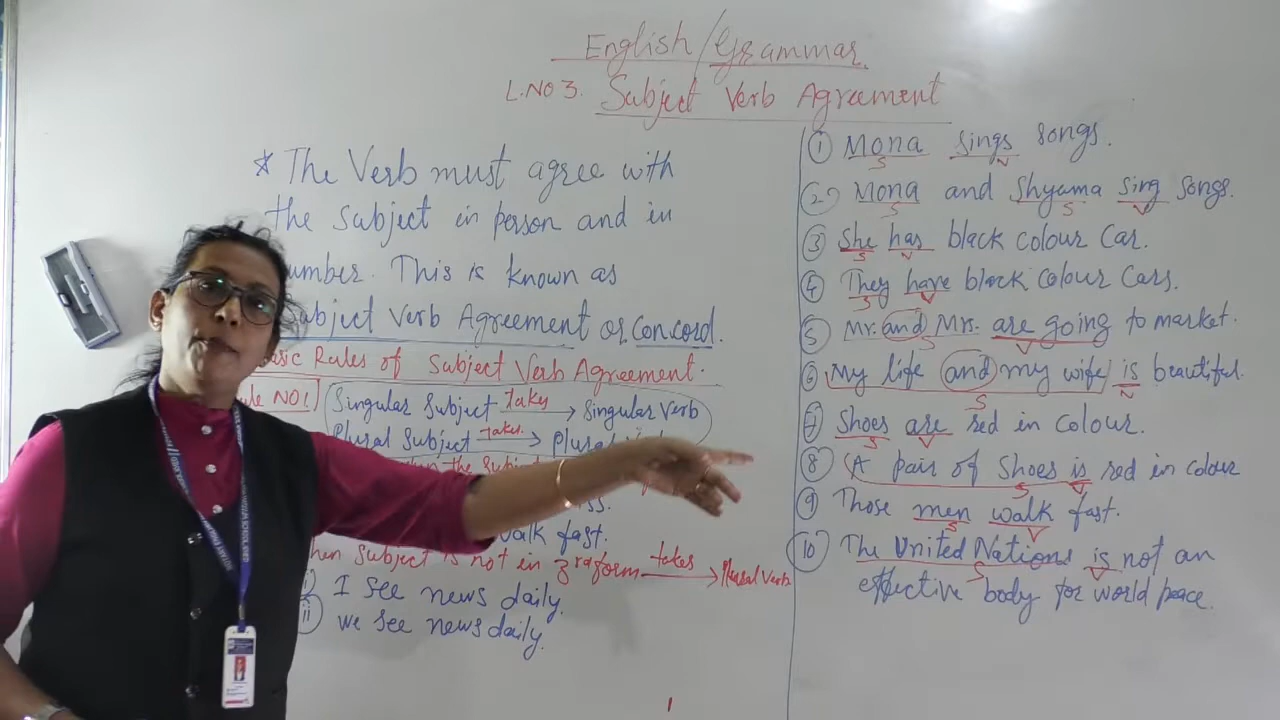 English/Grammar.
L.NO 3. Subject Verb Agreement
* The Verb must agree with
the subject in person and in
number. This is known as
Subject Verb Agreement or Concord.
Basic Rules of Subject Verb Agreement.
Rule NO1
Singular Subject takes → Singular Verb
Plural Subject takes → Plural
the Subject
walk fast.
When Subject is not in 3rd form takes → Plural Verb
i) I see news daily.
ii) we see news daily.
① Mona sings songs.
S V
② Mona and Shyama sing songs.
S S V
③ She has black colour Car.
S V
④ They have black colour Cars.
S V
⑤ Mr. and Mrs. are going to market.
S V
⑥ My life and my wife is beautiful.
S V
⑦ Shoes are red in colour.
S V
⑧ A pair of Shoes is red in colour
S V
⑨ Those men walk fast.
S V
⑩ The United Nations is not an
S V
effective body for world peace.